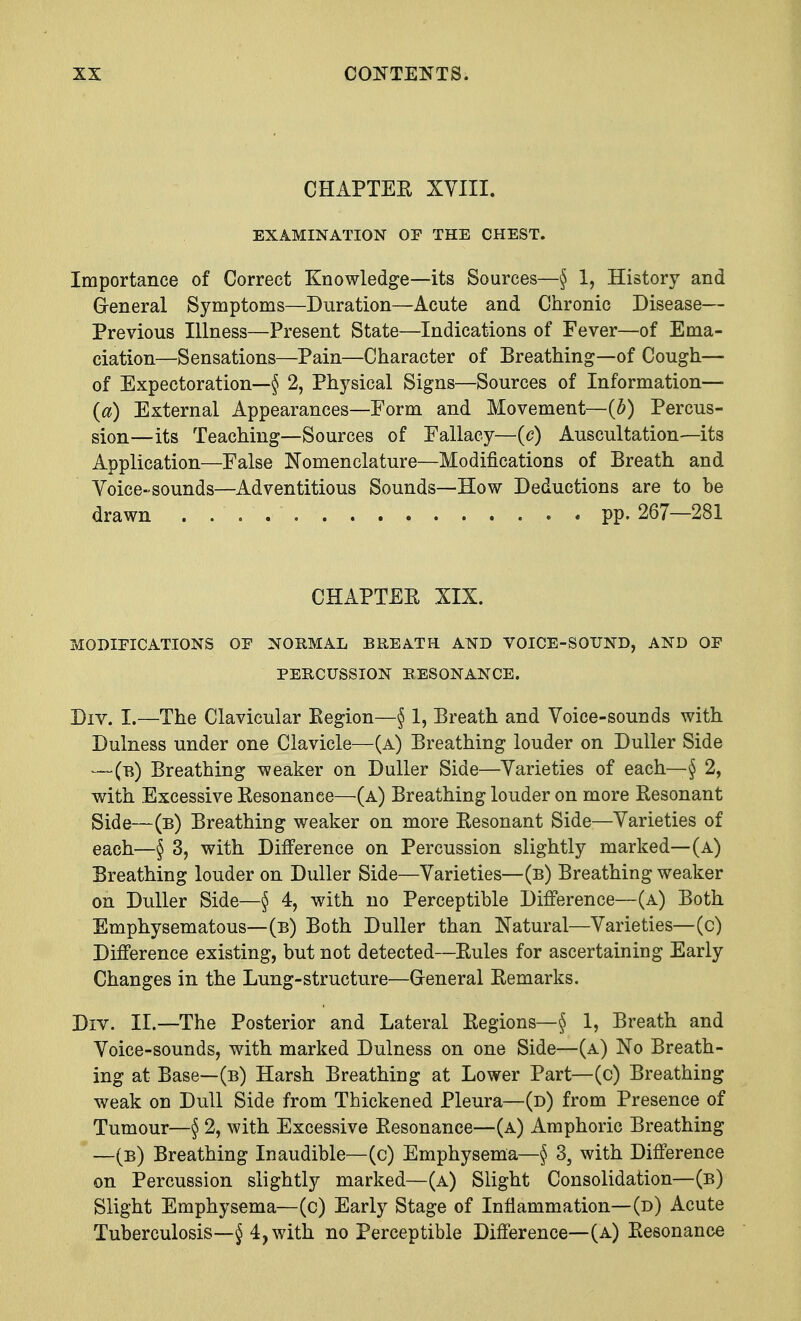 XX CONTENTS.
CHAPTER XVIII.
EXAMINATION OF THE CHEST.
Importance of Correct Knowledge—its Sources—§ 1, History and
General Symptoms—Duration—Acute and Chronic Disease—
Previous Illness—Present State—Indications of Fever—of Ema-
ciation—Sensations—Pain—Character of Breathing—of Cough—
of Expectoration—§ 2, Physical Signs—Sources of Information—
(a) External Appearances—Form and Movement—(b) Percus-
sion—its Teaching—Sources of Fallacy—(c) Auscultation—its
Application—False Nomenclature—Modifications of Breath and
Voice-sounds—Adventitious Sounds—How Deductions are to be
drawn . . . . . . . . . . . . . . . . pp. 267—281
CHAPTER XIX.
MODIFICATIONS OF NORMAL BREATH AND VOICE-SOUND, AND OF
PERCUSSION RESONANCE.
Div. I.—The Clavicular Region—§ 1, Breath and Voice-sounds with
Dulness under one Clavicle—(A) Breathing louder on Duller Side
—(B) Breathing weaker on Duller Side—Varieties of each—§ 2,
with Excessive Resonance—(A) Breathing louder on more Resonant
Side—(B) Breathing weaker on more Resonant Side—Varieties of
each—§ 3, with Difference on Percussion slightly marked—(A)
Breathing louder on Duller Side—Varieties—(B) Breathing weaker
on Duller Side—§ 4, with no Perceptible Difference—(A) Both
Emphysematous—(B) Both Duller than Natural—Varieties—(C)
Difference existing, but not detected—Rules for ascertaining Early
Changes in the Lung-structure—General Remarks.
Div. II.—The Posterior and Lateral Regions—§ 1, Breath and
Voice-sounds, with marked Dulness on one Side—(A) No Breath-
ing at Base—(B) Harsh Breathing at Lower Part—(C) Breathing
weak on Dull Side from Thickened Pleura—(D) from Presence of
Tumour—§ 2, with Excessive Resonance—(A) Amphoric Breathing
—(B) Breathing Inaudible—(C) Emphysema—§ 3, with Difference
on Percussion slightly marked—(A) Slight Consolidation—(B)
Slight Emphysema—(C) Early Stage of Inflammation—(D) Acute
Tuberculosis—§ 4, with no Perceptible Difference—(A) Resonance